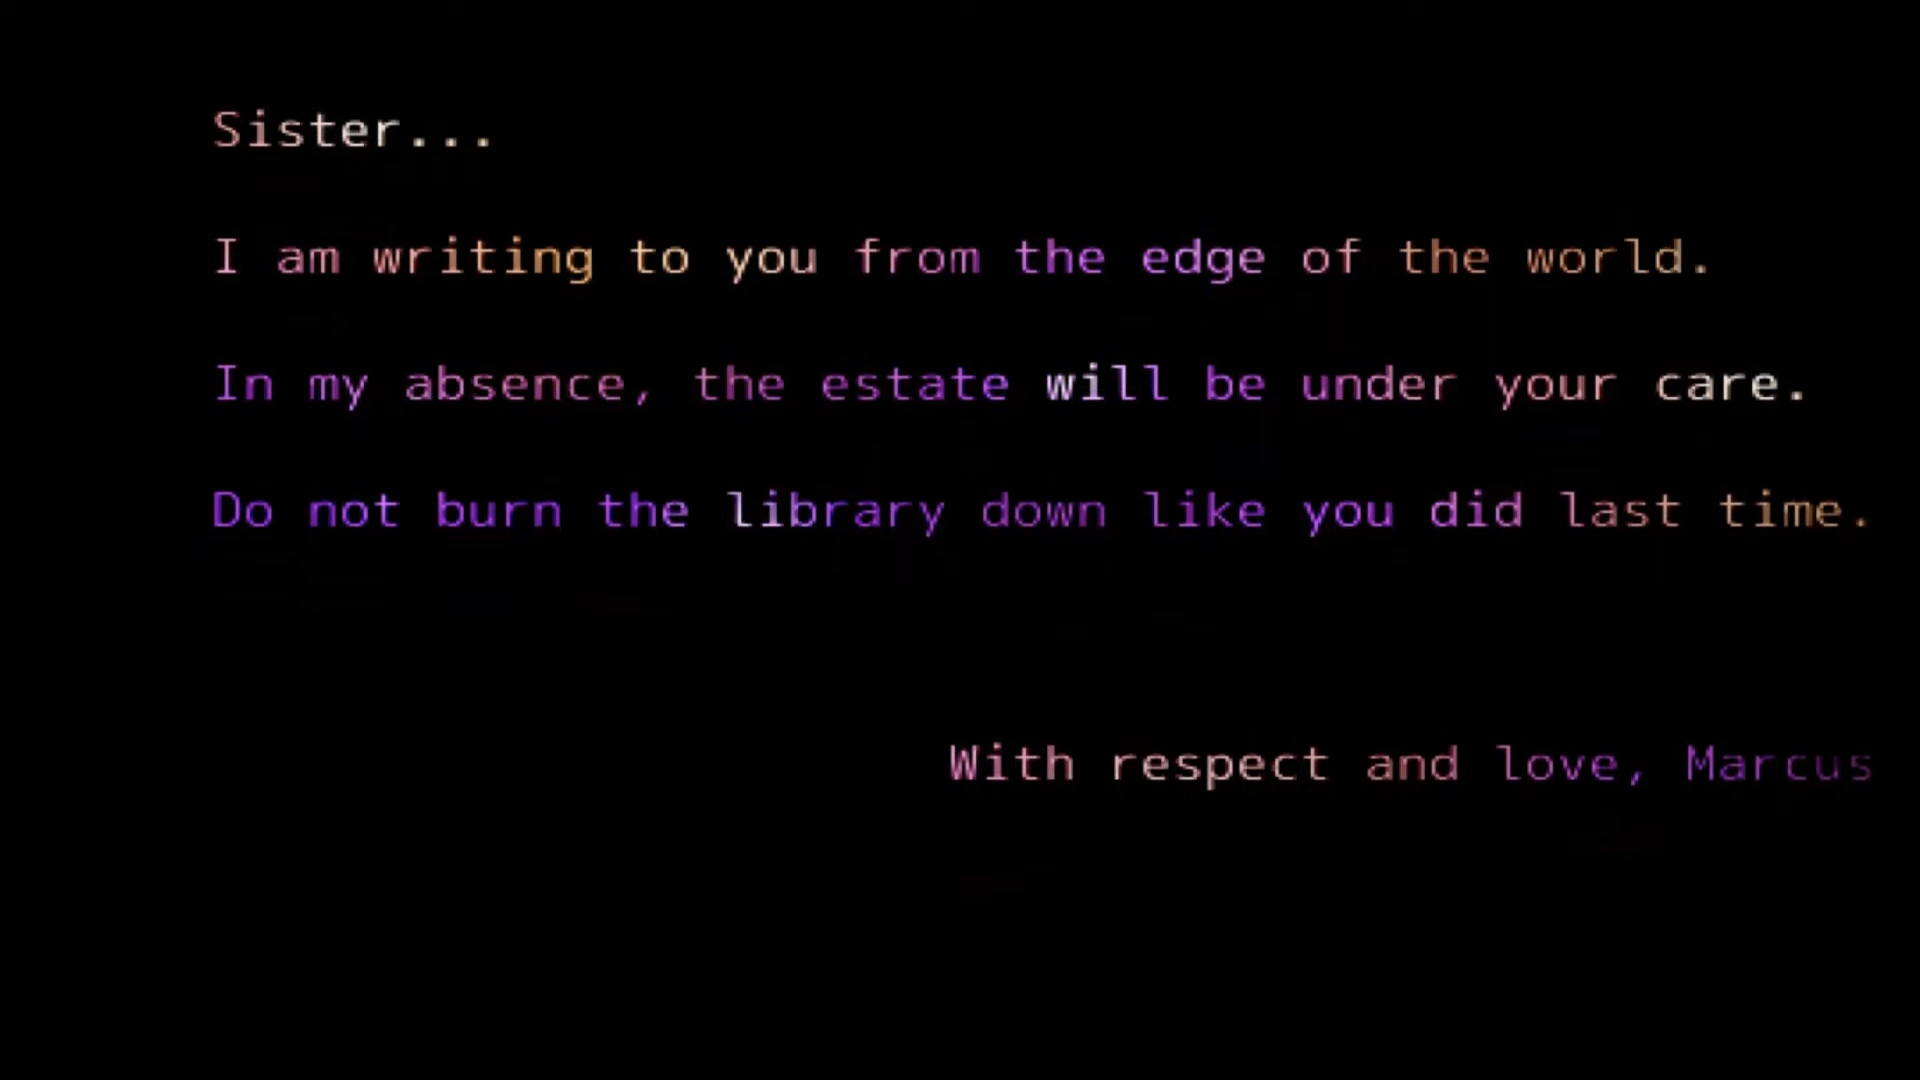 Sister...
I am writing to you from the edge of the world.
In my absence, the estate will be under your care.
Do not burn the library down like you did last time.
With respect and love, Marcus